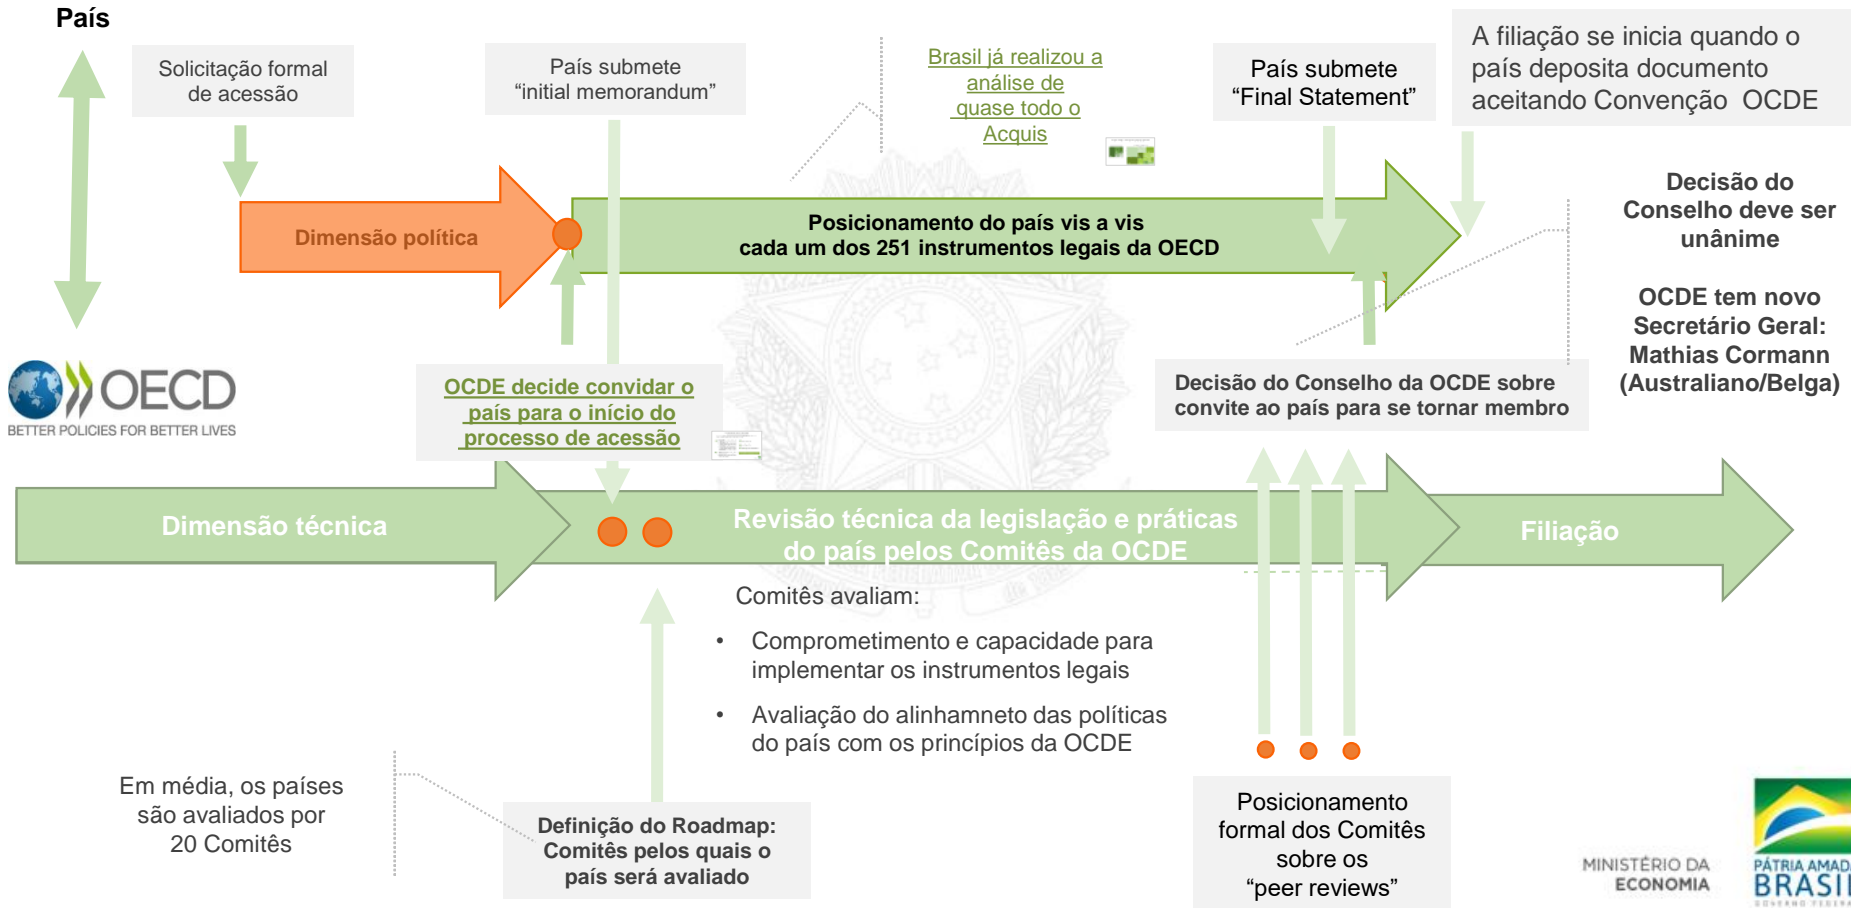 País
Solicitação formal
de acessão
País submete
“initial memorandum”
Brasil já realizou a
análise de
quase todo o
Acquis
País submete
“Final Statement”
A filiação se inicia quando o
país deposita documento
aceitando Convenção OCDE
Dimensão política
Posicionamento do país vis a vis
cada um dos 251 instrumentos legais da OECD
Decisão do
Conselho deve ser
unânime
OCDE tem novo
Secretário Geral:
Mathias Cormann
(Australiano/Belga)
OECD
BETTER POLICIES FOR BETTER LIVES
OCDE decide convidar o
país para o início do
processo de acessão
Decisão do Conselho da OCDE sobre
convite ao país para se tornar membro
Dimensão técnica
Revisão técnica da legislação e práticas
do país pelos Comitês da OCDE
Filiação
Comitês avaliam:
• Comprometimento e capacidade para
implementar os instrumentos legais
• Avaliação do alinhamneto das políticas
do país com os princípios da OCDE
Em média, os países
são avaliados por
20 Comitês
Definição do Roadmap:
Comitês pelos quais o
país será avaliado
Posicionamento
formal dos Comitês
sobre os
“peer reviews”
MINISTÉRIO DA
ECONOMIA
PÁTRIA AMADA
BRASIL
GOVERNO FEDERAL